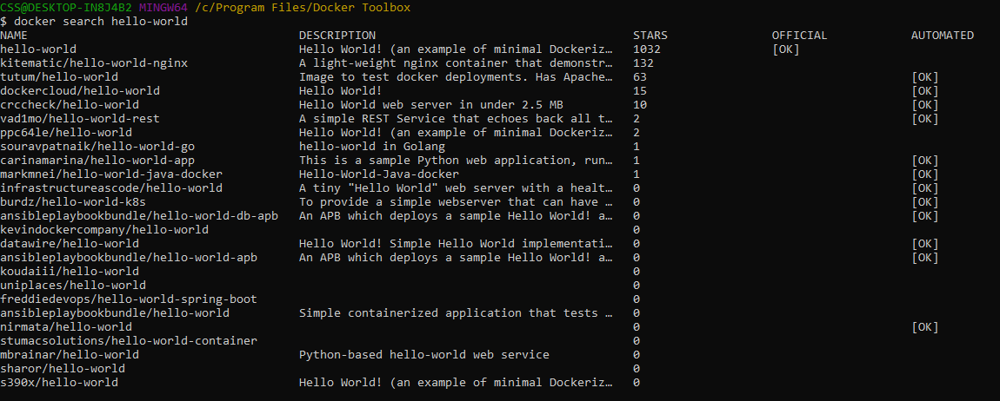 CSS@DESKTOP-IN8J4B2 MINGW64 /c/Program Files/Docker Toolbox
$ docker search hello-world
NAME DESCRIPTION STARS OFFICIAL AUTOMATED
hello-world Hello World! (an example of minimal Dockeriz… 1032 [OK]
kitematic/hello-world-nginx A light-weight nginx container that demonstr… 132
tutum/hello-world Image to test docker deployments. Has Apache… 63 [OK]
dockercloud/hello-world Hello World! 15 [OK]
crccheck/hello-world Hello World web server in under 2.5 MB 10 [OK]
vad1mo/hello-world-rest A simple REST Service that echoes back all t… 2 [OK]
ppc64le/hello-world Hello World! (an example of minimal Dockeriz… 2
souravpatnaik/hello-world-go hello-world in Golang 1
carinamarina/hello-world-app This is a sample Python web application, run… 1 [OK]
markmnei/hello-world-java-docker Hello-World-Java-docker 1 [OK]
infrastructureascode/hello-world A tiny "Hello World" web server with a healt… 0 [OK]
burdz/hello-world-k8s To provide a simple webserver that can have … 0 [OK]
ansibleplaybookbundle/hello-world-db-apb An APB which deploys a sample Hello World! a… 0 [OK]
kevindockercompany/hello-world 0
datawire/hello-world Hello World! Simple Hello World implementati… 0 [OK]
ansibleplaybookbundle/hello-world-apb An APB which deploys a sample Hello World! a… 0 [OK]
koudaiii/hello-world 0
uniplaces/hello-world 0
freddiedevops/hello-world-spring-boot 0
ansibleplaybookbundle/hello-world Simple containerized application that tests … 0
nirmata/hello-world 0 [OK]
stumacsolutions/hello-world-container 0
mbrainar/hello-world Python-based hello-world web service 0
sharor/hello-world 0
s390x/hello-world Hello World! (an example of minimal Dockeriz… 0